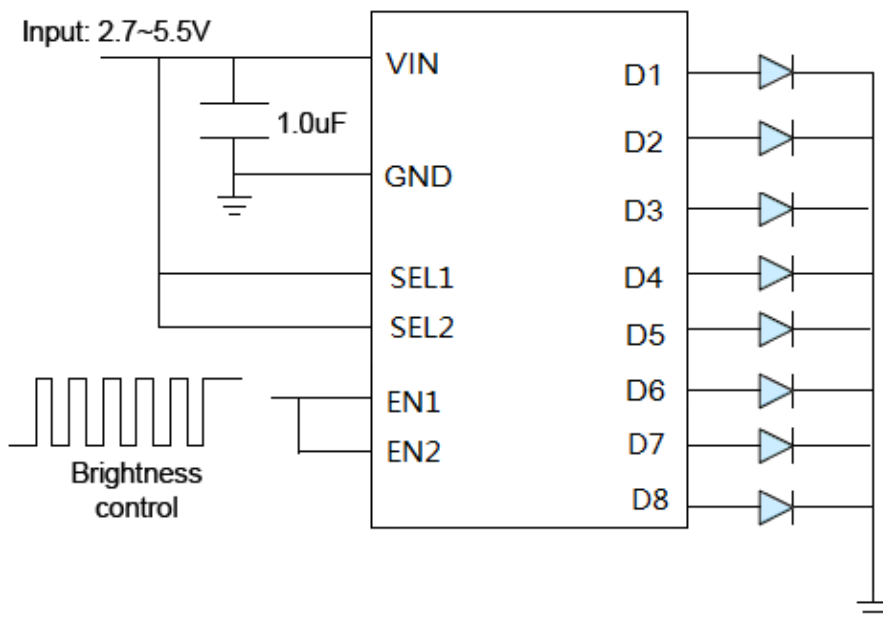 Input: 2.7~5.5V
VIN
1.0uF
GND
SEL1
SEL2
EN1
EN2
Brightness
control
D1
D2
D3
D4
D5
D6
D7
D8